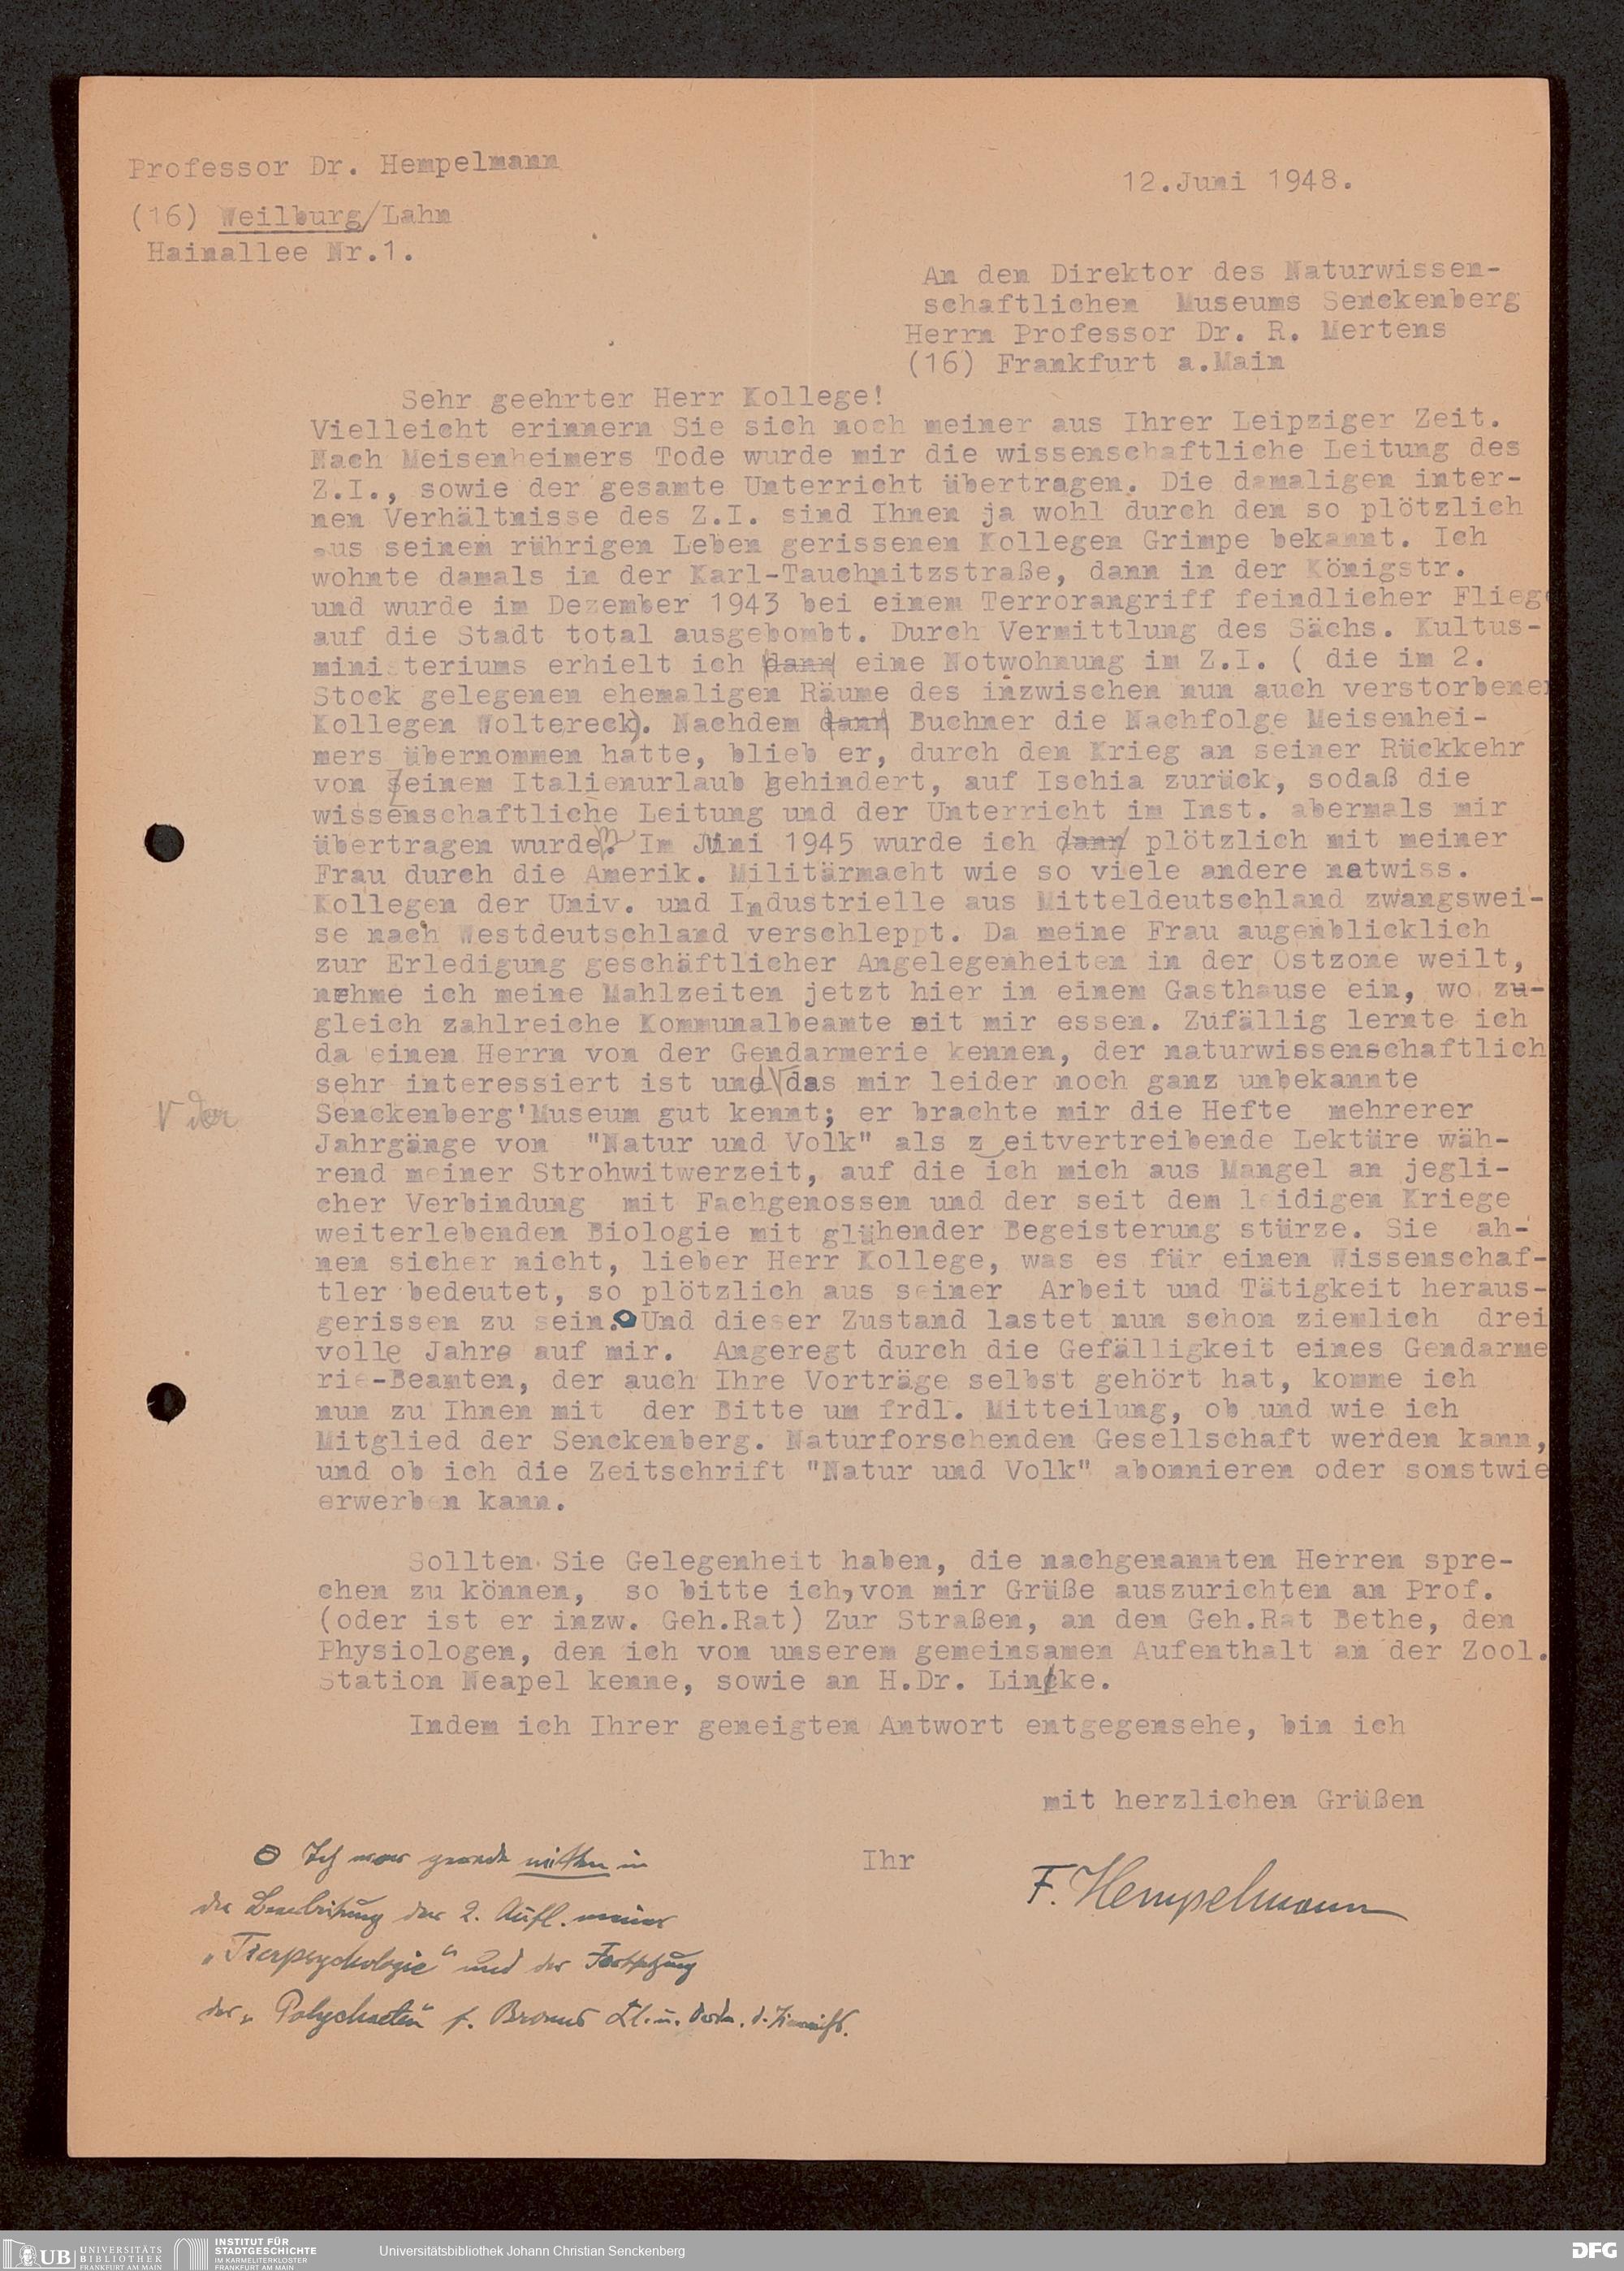 Professor Dr. Hempelmann
12.Juni 1948.
(16) Weilburg/Lahn
Hainallee Nr.1.
An den Direktor des Naturwissen-
schaftlichen Museums Senckenberg
Herrn Professor Dr. R. Mertens
(16) Frankfurt a.Main
Sehr geehrter Herr Kollege!
Vielleicht erinnern Sie sich noch meiner aus Ihrer Leipziger Zeit.
Nach Meisenheimers Tode wurde mir die wissenschaftliche Leitung des
Z.I., sowie der gesamte Unterricht übertragen. Die damaligen inter-
nen Verhältnisse des Z.I. sind Ihnen ja wohl durch den so plötzlich
aus seinem rührigen Leben gerissenen Kollegen Grimpe bekannt. Ich
wohnte damals in der Karl-Tauchnitzstraße, dann in der Königstr.
und wurde im Dezember 1943 bei einem Terrorangriff feindlicher Fliege
auf die Stadt total ausgebombt. Durch Vermittlung des Sächs. Kultus-
ministeriums erhielt ich dann eine Notwohnung im Z.I. ( die im 2.
Stock gelegenen ehemaligen Räume des inzwischen nun auch verstorbenen
Kollegen Woltereck). Nachdem dann Buchner die Nachfolge Meisenhei-
mers übernommen hatte, blieb er, durch den Krieg an seiner Rückkehr
von seinem Italienurlaub gehindert, auf Ischia zurück, sodaß die
wissenschaftliche Leitung und der Unterricht im Inst. abermals mir
übertragen wurden. Im Juni 1945 wurde ich dann plötzlich mit meiner
Frau durch die Amerik. Militärmacht wie so viele andere natwiss.
Kollegen der Univ. und Industrielle aus Mitteldeutschland zwangswei-
se nach Westdeutschland verschleppt. Da meine Frau augenblicklich
zur Erledigung geschäftlicher Angelegenheiten in der Ostzone weilt,
nehme ich meine Mahlzeiten jetzt hier in einem Gasthause ein, wo zu-
gleich zahlreiche Kommunalbeamte mit mir essen. Zufällig lernte ich
da einen Herrn von der Gendarmerie kennen, der naturwissenschaftlich
sehr interessiert ist und das mir leider noch ganz unbekannte
V der
Senckenberg'Museum gut kennt; er brachte mir die Hefte mehrerer
Jahrgänge von "Natur und Volk" als z eitvertreibende Lektüre wäh-
rend meiner Strohwitwerzeit, auf die ich mich aus Mangel an jegli-
cher Verbindung mit Fachgenossen und der seit dem leidigen Kriege
weiterlebenden Biologie mit glühender Begeisterung stürze. Sie ah-
nen sicher nicht, lieber Herr Kollege, was es für einen Wissenschaf-
tler bedeutet, so plötzlich aus seiner Arbeit und Tätigkeit heraus-
gerissen zu sein. O Und dieser Zustand lastet nun schon ziemlich drei
volle Jahre auf mir. Angeregt durch die Gefälligkeit eines Gendarme
rie-Beamten, der auch Ihre Vorträge selbst gehört hat, komme ich
nun zu Ihnen mit der Bitte um frdl. Mitteilung, ob und wie ich
Mitglied der Senckenberg. Naturforschenden Gesellschaft werden kann,
und ob ich die Zeitschrift "Natur und Volk" abonnieren oder sonstwie
erwerben kann.
Sollten Sie Gelegenheit haben, die nachgenannten Herren spre-
chen zu können, so bitte ich, von mir Grüße auszurichten an Prof.
(oder ist er inzw. Geh.Rat) Zur Straßen, an den Geh.Rat Bethe, den
Physiologen, den ich von unserem gemeinsamen Aufenthalt an der Zool.
Station Neapel kenne, sowie an H.Dr. Linke.
Indem ich Ihrer geneigten Antwort entgegensehe, bin ich
mit herzlichen Grüßen
Ihr
F. Hempelmann
O Ich war gerade mitten in
der Bearbeitung der 2. Aufl. meiner
„Tierpsychologie“ und der Fortsetzung
der „Polychaeten“ f. Bronns Kl. u. Ordn. d. Tierreichs.
UB UNIVERSITÄTS
BIBLIOTHEK
FRANKFURT AM MAIN
INSTITUT FÜR
STADTGESCHICHTE
IM KARMELITERKLOSTER
FRANKFURT AM MAIN
Universitätsbibliothek Johann Christian Senckenberg
DFG